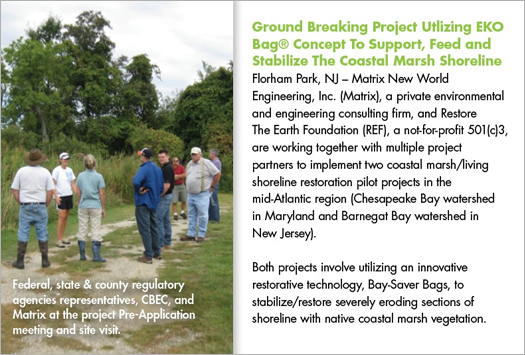 Ground Breaking Project Utlizing EKO
Bag® Concept To Support, Feed and
Stabilize The Coastal Marsh Shoreline
Florham Park, NJ – Matrix New World
Engineering, Inc. (Matrix), a private environmental
and engineering consulting firm, and Restore
The Earth Foundation (REF), a not-for-profit 501(c)3,
are working together with multiple project
partners to implement two coastal marsh/living
shoreline restoration pilot projects in the
mid-Atlantic region (Chesapeake Bay watershed
in Maryland and Barnegat Bay watershed in
New Jersey).
Both projects involve utilizing an innovative
restorative technology, Bay-Saver Bags, to
stabilize/restore severely eroding sections of
shoreline with native coastal marsh vegetation.
Federal, state & county regulatory
agencies representatives, CBEC, and
Matrix at the project Pre-Application
meeting and site visit.